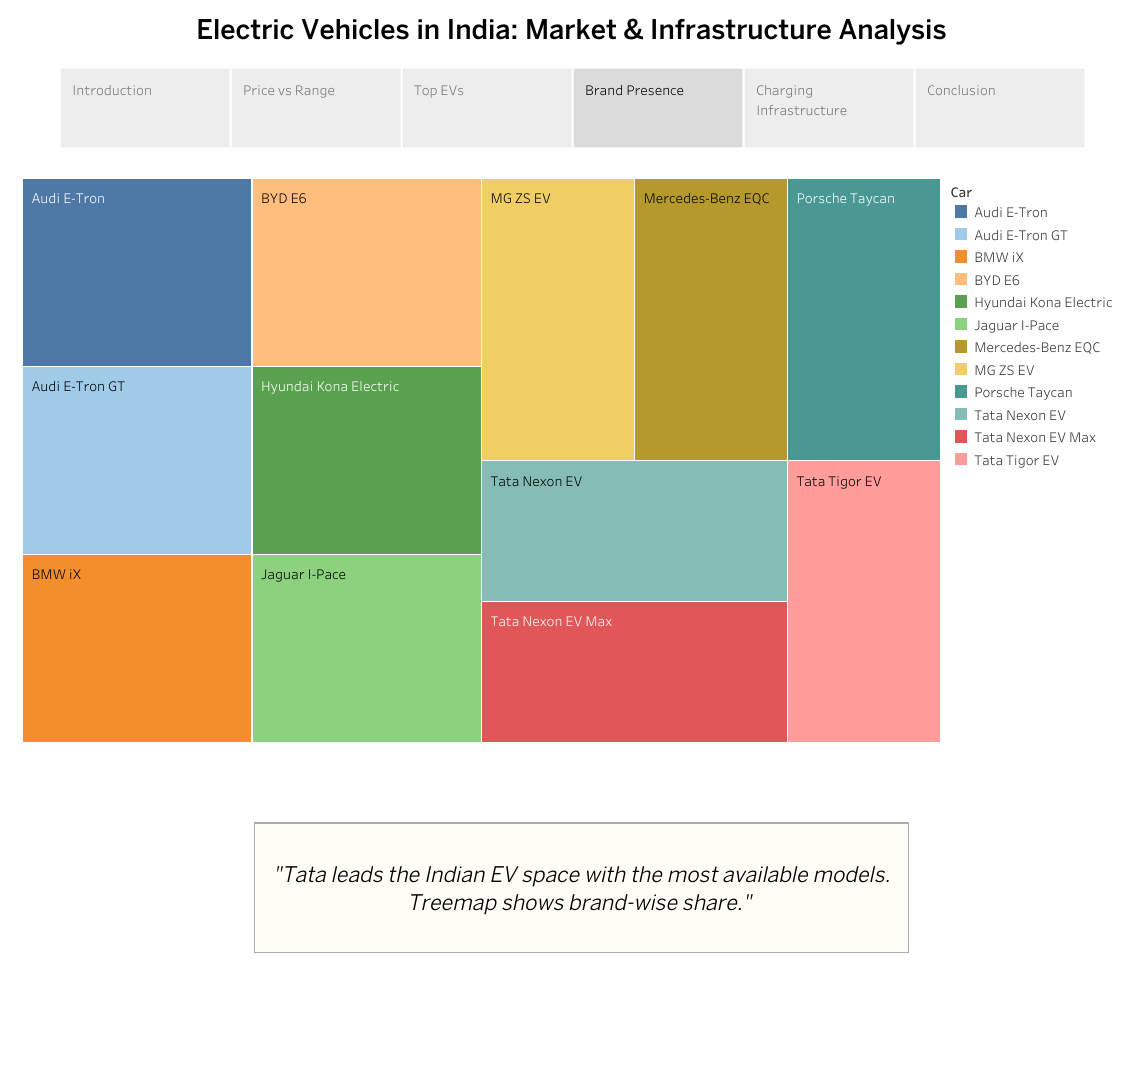 Electric Vehicles in India: Market & Infrastructure Analysis
Introduction
Price vs Range
Top EVs
Brand Presence
Charging
Infrastructure
Conclusion
Audi E-Tron
BYD E6
MG ZS EV
Mercedes-Benz EQC
Porsche Taycan
Audi E-Tron GT
Hyundai Kona Electric
Tata Nexon EV
Tata Tigor EV
BMW iX
Jaguar I-Pace
Tata Nexon EV Max
Car
Audi E-Tron
Audi E-Tron GT
BMW iX
BYD E6
Hyundai Kona Electric
Jaguar I-Pace
Mercedes-Benz EQC
MG ZS EV
Porsche Taycan
Tata Nexon EV
Tata Nexon EV Max
Tata Tigor EV
"Tata leads the Indian EV space with the most available models.
Treemap shows brand-wise share."